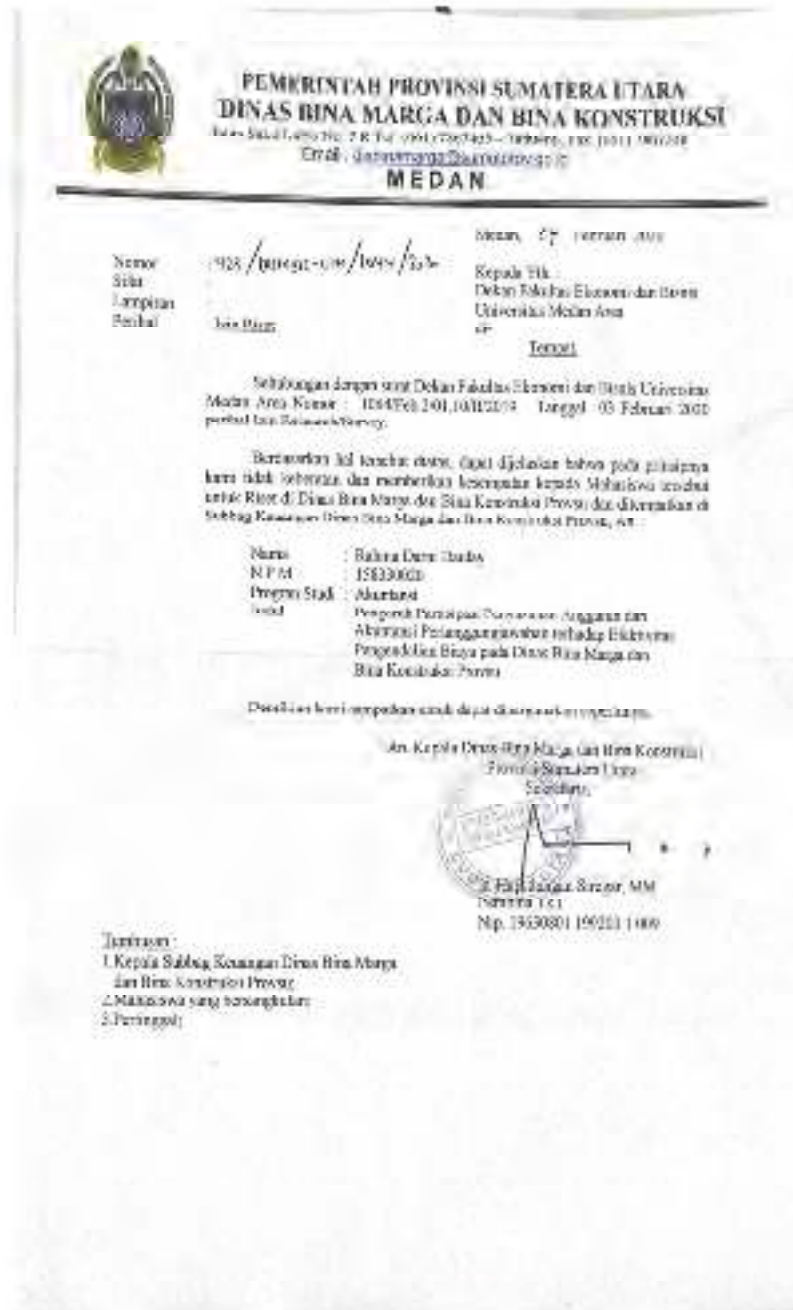 PEMERINTAH PROVINSI SUMATERA UTARA
DINAS BINA MARGA DAN BINA KONSTRUKSI
Email :
MEDAN
Medan, Februari
Nomor : 928 /
Sifat :
Lampiran :
Perihal : Izin Riset
Kepada Yth :
Dekan Fakultas Ekonomi dan Bisnis
Universitas Medan Area
di-
Tempat
Sehubungan dengan surat Dekan Fakultas Ekonomi dan Bisnis Universitas
Medan Area Nomor : Tanggal 03 Februari 2020
perihal Izin Research/Survey.
Berdasarkan hal tersebut diatas, dapat dijelaskan bahwa pada prinsipnya
kami tidak keberatan dan memberikan kesempatan kepada Mahasiswa tersebut
untuk Riset di Dinas Bina Marga dan Bina Konstruksi Provsu dan ditempatkan di
Subbag Keuangan Dinas Bina Marga dan Bina Konstruksi Provsu, An :
Nama :
N P M : 158330020
Program Studi : Akuntansi
Judul : Pengaruh Partisipasi Penyusunan Anggaran dan
Akuntansi Pertanggungjawaban terhadap Efektivitas
Pengendalian Biaya pada Dinas Bina Marga dan
Bina Konstruksi Provsu
Demikian kami sampaikan untuk dapat
An. Kepala Dinas Bina Marga dan Bina Konstruksi
Provinsi Sumatera Utara
Sekretaris,
Siregar, MM
Nip. 19630801
Tembusan :
1.Kepala Subbag Keuangan Dinas Bina Marga
dan Bina Konstruksi Provsu;
2.Mahasiswa yang bersangkutan;
3.Pertinggal;